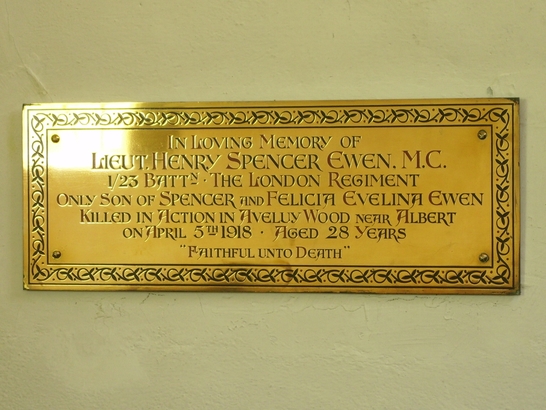 In Loving Memory of
Lieut. Henry Spencer Ewen. M.C.
1/23 Battn · The London Regiment
Only Son of Spencer and Felicia Evelina Ewen
Killed in Action in Aveluy Wood near Albert
on April 5th 1918 · Aged 28 Years
"Faithful unto Death"